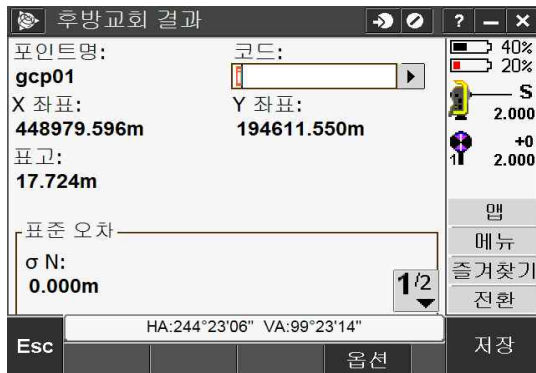 후방교회 결과
? — ×
포인트명:
코드:
gcp01
X 좌표:
Y 좌표:
448979.596m
194611.550m
표고:
17.724m
표준 오차
σ N:
0.000m
1/2
HA:244°23'06" VA:99°23'14"
Esc
옵션
저장
40%
20%
S
2.000
+0
1
2.000
맵
메뉴
즐겨찾기
전환